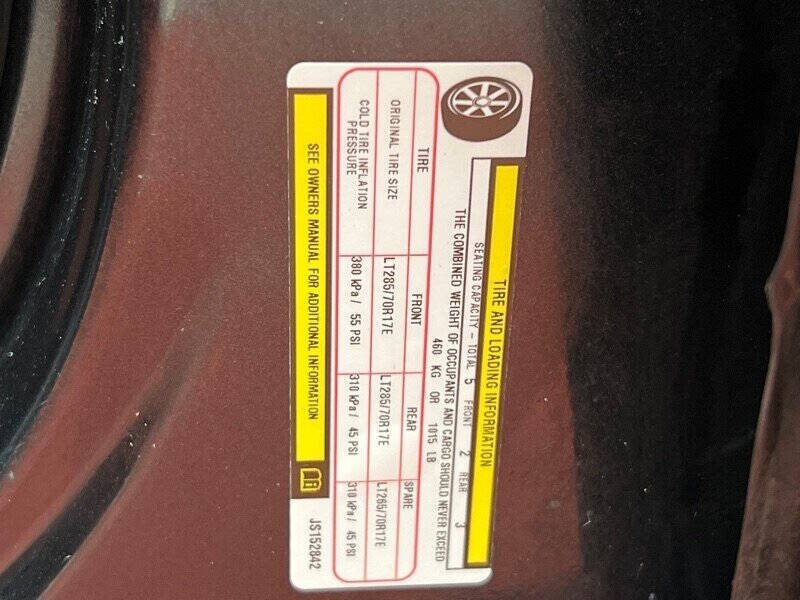 TIRE AND LOADING INFORMATION
SEATING CAPACITY – TOTAL 5 FRONT 2 REAR 3
THE COMBINED WEIGHT OF OCCUPANTS AND CARGO SHOULD NEVER EXCEED
460 KG OR 1015 LB
TIRE FRONT REAR SPARE
ORIGINAL TIRE SIZE LT285/70R17E LT285/70R17E LT265/70R17E
COLD TIRE INFLATION PRESSURE 380 kPa / 55 PSI 310 kPa / 45 PSI 310 kPa / 45 PSI
SEE OWNERS MANUAL FOR ADDITIONAL INFORMATION
JS152842